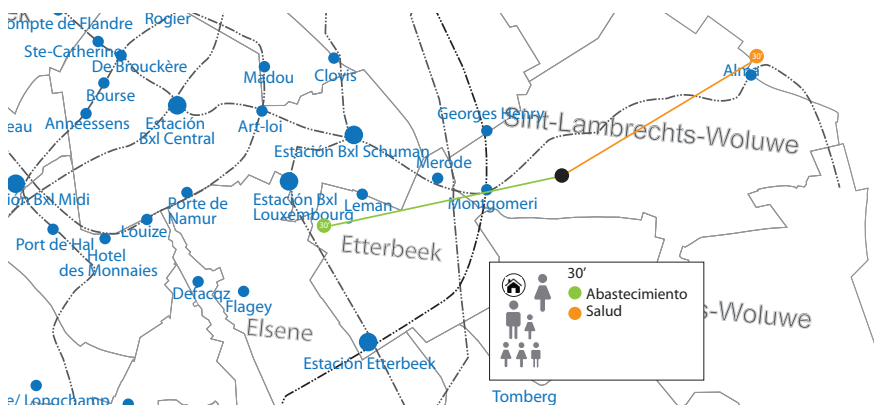 ompte de Flandre
Rogier
Ste-Catherine
De Brouckère
Madou
Clovis
Alma
Bourse
Anneessens
Estación
Bxl Central
Art-loi
Georges Henry
Sint-Lambrechts-Woluwe
eau
Estación Bxl Schuman
Merode
ión Bxl Midi
Porte de
Namur
Estación Bxl
Louxembourg
Leman
Montgomeri
30'
30'
Louize
Port de Hal
Hotel
des Monnaies
Etterbeek
Defacqz
Flagey
Elsene
Estación Etterbeek
30'
Abastecimiento
Salud
s-Woluwe
e/ Longchamp
Tomberg